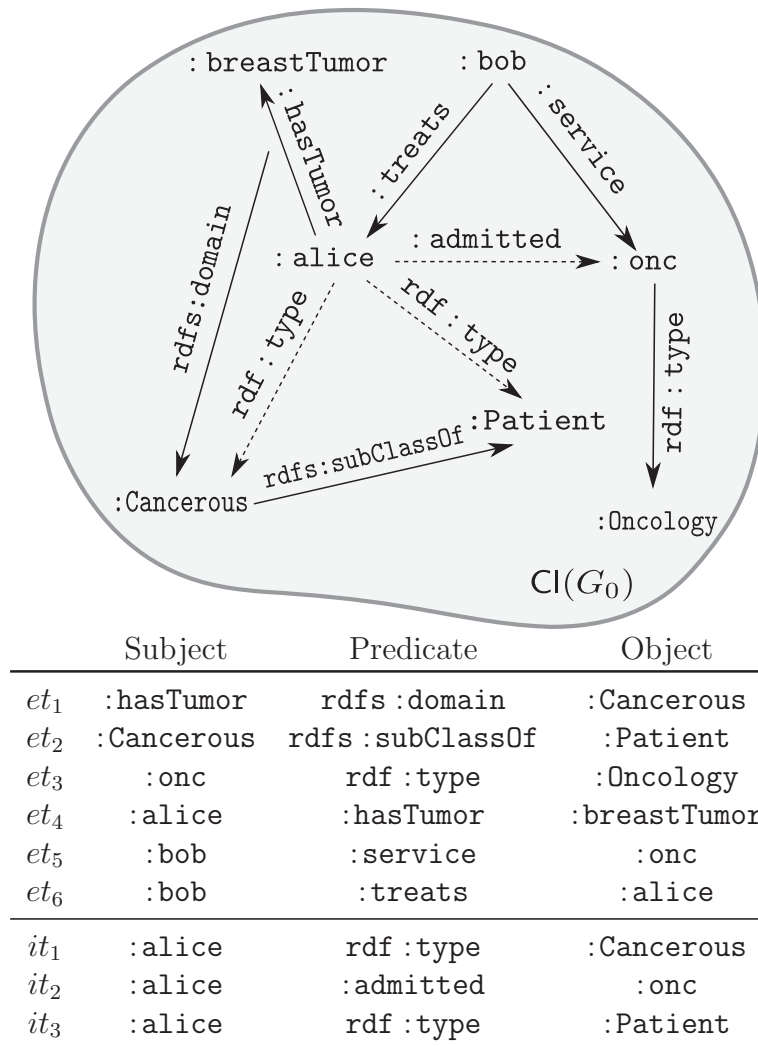 :breastTumor :bob
:hasTumor
:treats
:service
rdfs:domain
:alice :admitted :onc
rdf:type
rdf:type
rdf:type
:Patient
rdfs:subClassOf
:Cancerous
:Oncology
Cl(G₀)
Subject Predicate Object
et₁ :hasTumor rdfs:domain :Cancerous
et₂ :Cancerous rdfs:subClassOf :Patient
et₃ :onc rdf:type :Oncology
et₄ :alice :hasTumor :breastTumor
et₅ :bob :service :onc
et₆ :bob :treats :alice
it₁ :alice rdf:type :Cancerous
it₂ :alice :admitted :onc
it₃ :alice rdf:type :Patient